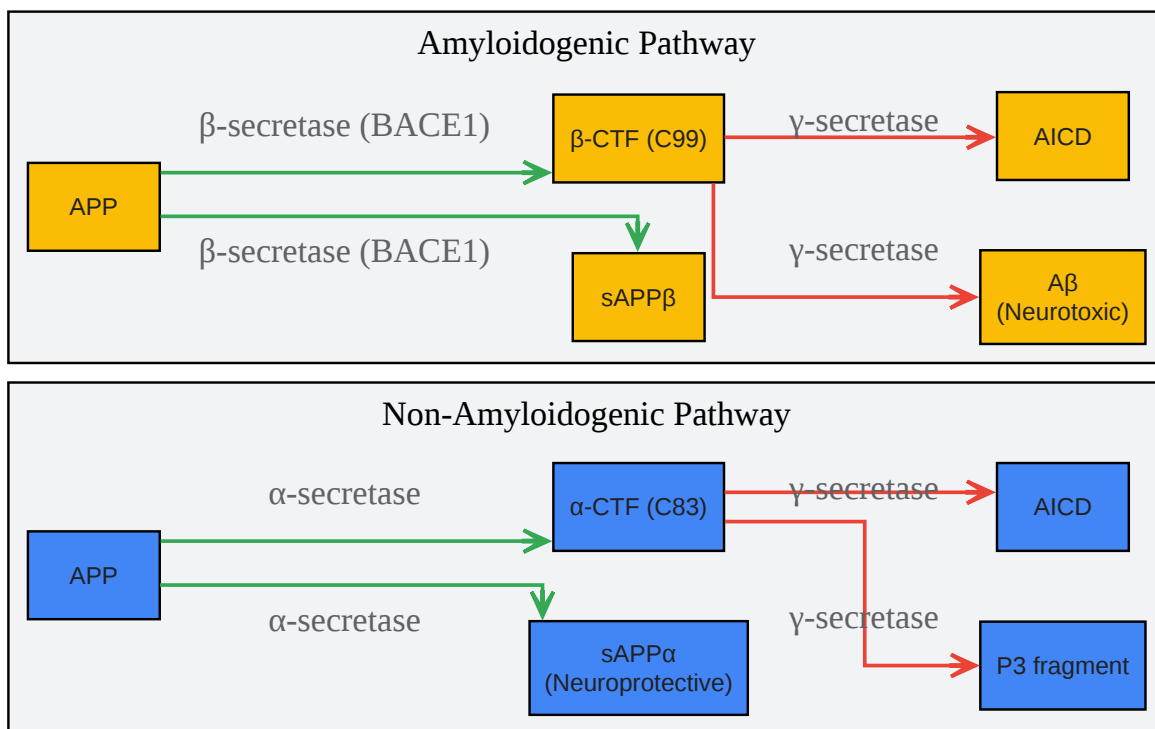 Amyloidogenic Pathway
β-secretase (BACE1)
β-CTF (C99)
γ-secretase
AICD
APP
β-secretase (BACE1)
sAPPβ
γ-secretase
Aβ
(Neurotoxic)
Non-Amyloidogenic Pathway
α-secretase
α-CTF (C83)
γ-secretase
AICD
APP
α-secretase
sAPPα
(Neuroprotective)
γ-secretase
P3 fragment